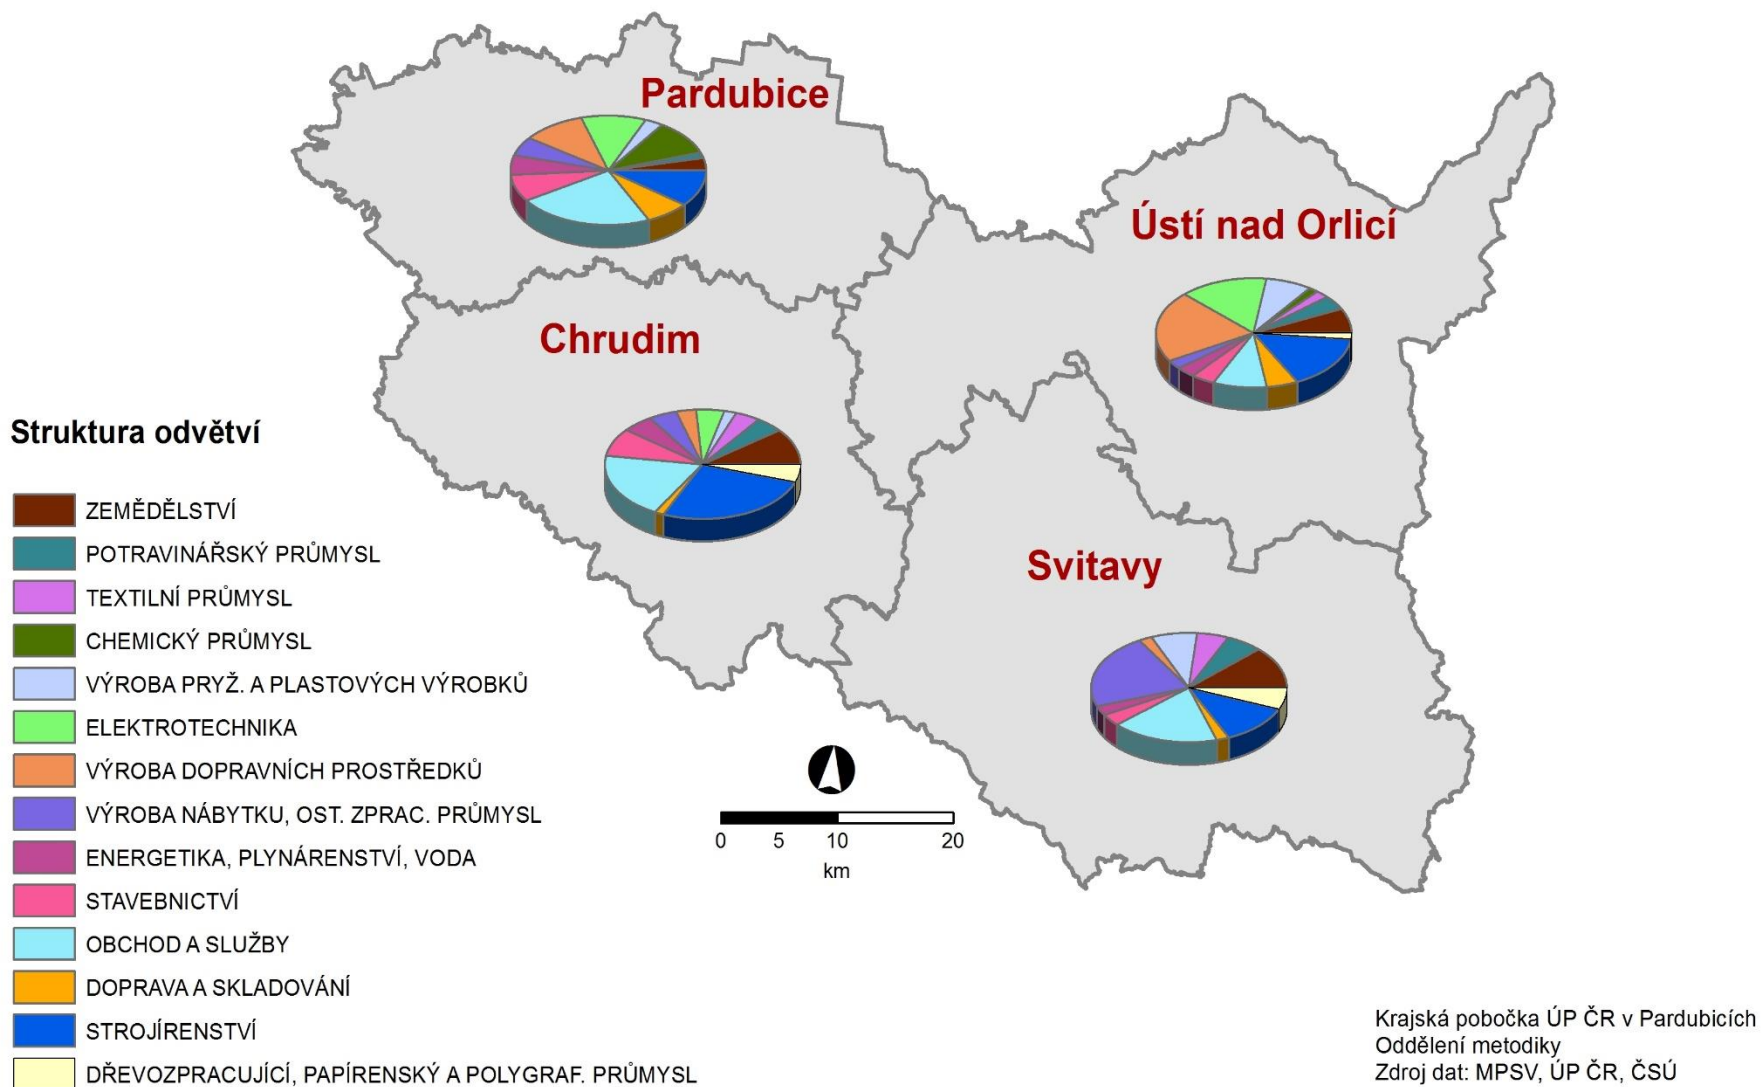 Pardubice
Ústí nad Orlicí
Chrudim
Svitavy
Struktura odvětví
ZEMĚDĚLSTVÍ
POTRAVINÁŘSKÝ PRŮMYSL
TEXTILNÍ PRŮMYSL
CHEMICKÝ PRŮMYSL
VÝROBA PRYŽ. A PLASTOVÝCH VÝROBKŮ
ELEKTROTECHNIKA
VÝROBA DOPRAVNÍCH PROSTŘEDKŮ
VÝROBA NÁBYTKU, OST. ZPRAC. PRŮMYSL
ENERGETIKA, PLYNÁRENSTVÍ, VODA
STAVEBNICTVÍ
OBCHOD A SLUŽBY
DOPRAVA A SKLADOVÁNÍ
STROJÍRENSTVÍ
DŘEVOZPRACUJÍCÍ, PAPÍRENSKÝ A POLYGRAF. PRŮMYSL
0 5 10 20
km
Krajská pobočka ÚP ČR v Pardubicích
Oddělení metodiky
Zdroj dat: MPSV, ÚP ČR, ČSÚ